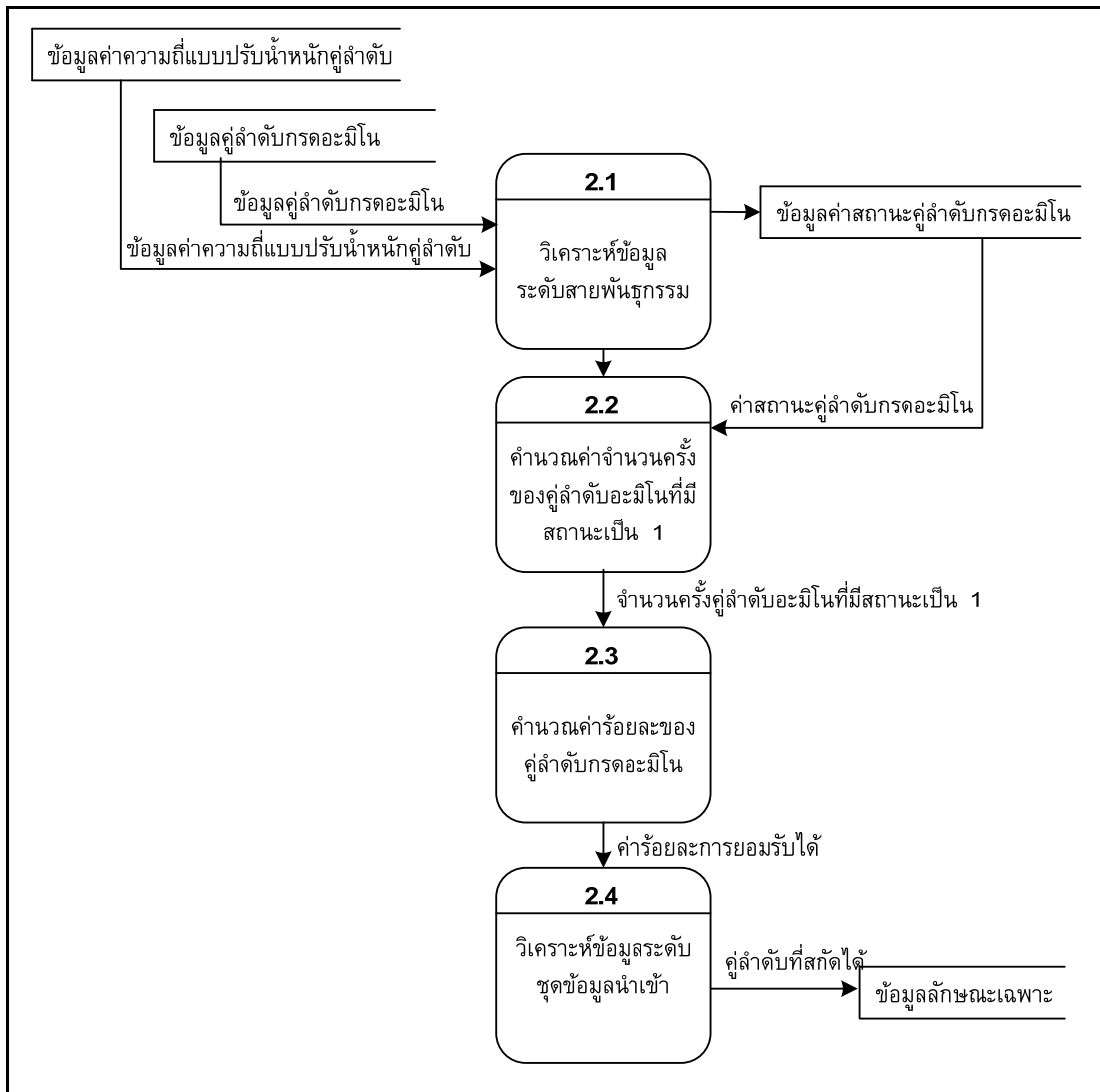 ข้อมูลค่าความถี่แบบปรับน้ำหนักคู่ลำดับ
ข้อมูลคู่ลำดับกรดอะมิโน
ข้อมูลคู่ลำดับกรดอะมิโน
ข้อมูลค่าความถี่แบบปรับน้ำหนักคู่ลำดับ
2.1
วิเคราะห์ข้อมูล
ระดับสายพันธุกรรม
ข้อมูลค่าสถานะคู่ลำดับกรดอะมิโน
ค่าสถานะคู่ลำดับกรดอะมิโน
2.2
คำนวณค่าจำนวนครั้ง
ของคู่ลำดับอะมิโนที่มี
สถานะเป็น 1
จำนวนครั้งคู่ลำดับอะมิโนที่มีสถานะเป็น 1
2.3
คำนวณค่าร้อยละของ
คู่ลำดับกรดอะมิโน
ค่าร้อยละการยอมรับได้
2.4
วิเคราะห์ข้อมูลระดับ
ชุดข้อมูลนำเข้า
คู่ลำดับที่สกัดได้
ข้อมูลลักษณะเฉพาะ